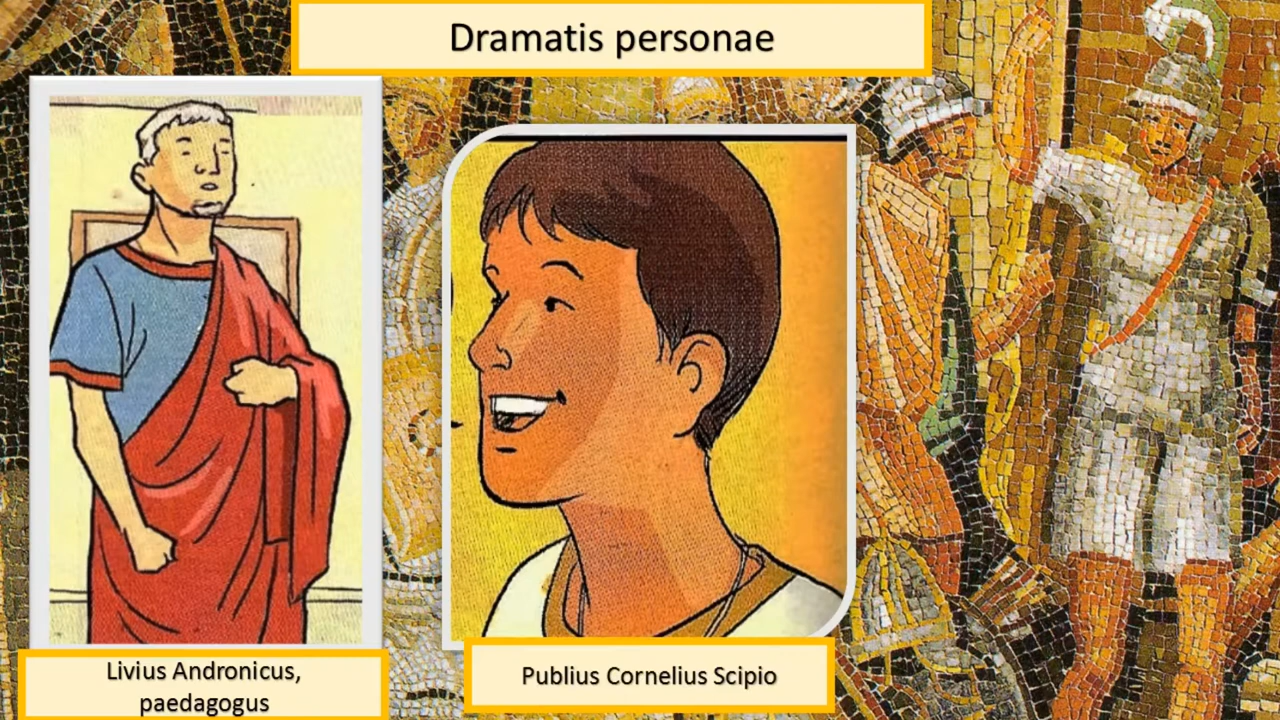 Dramatis personae
Livius Andronicus,
paedagogus
Publius Cornelius Scipio